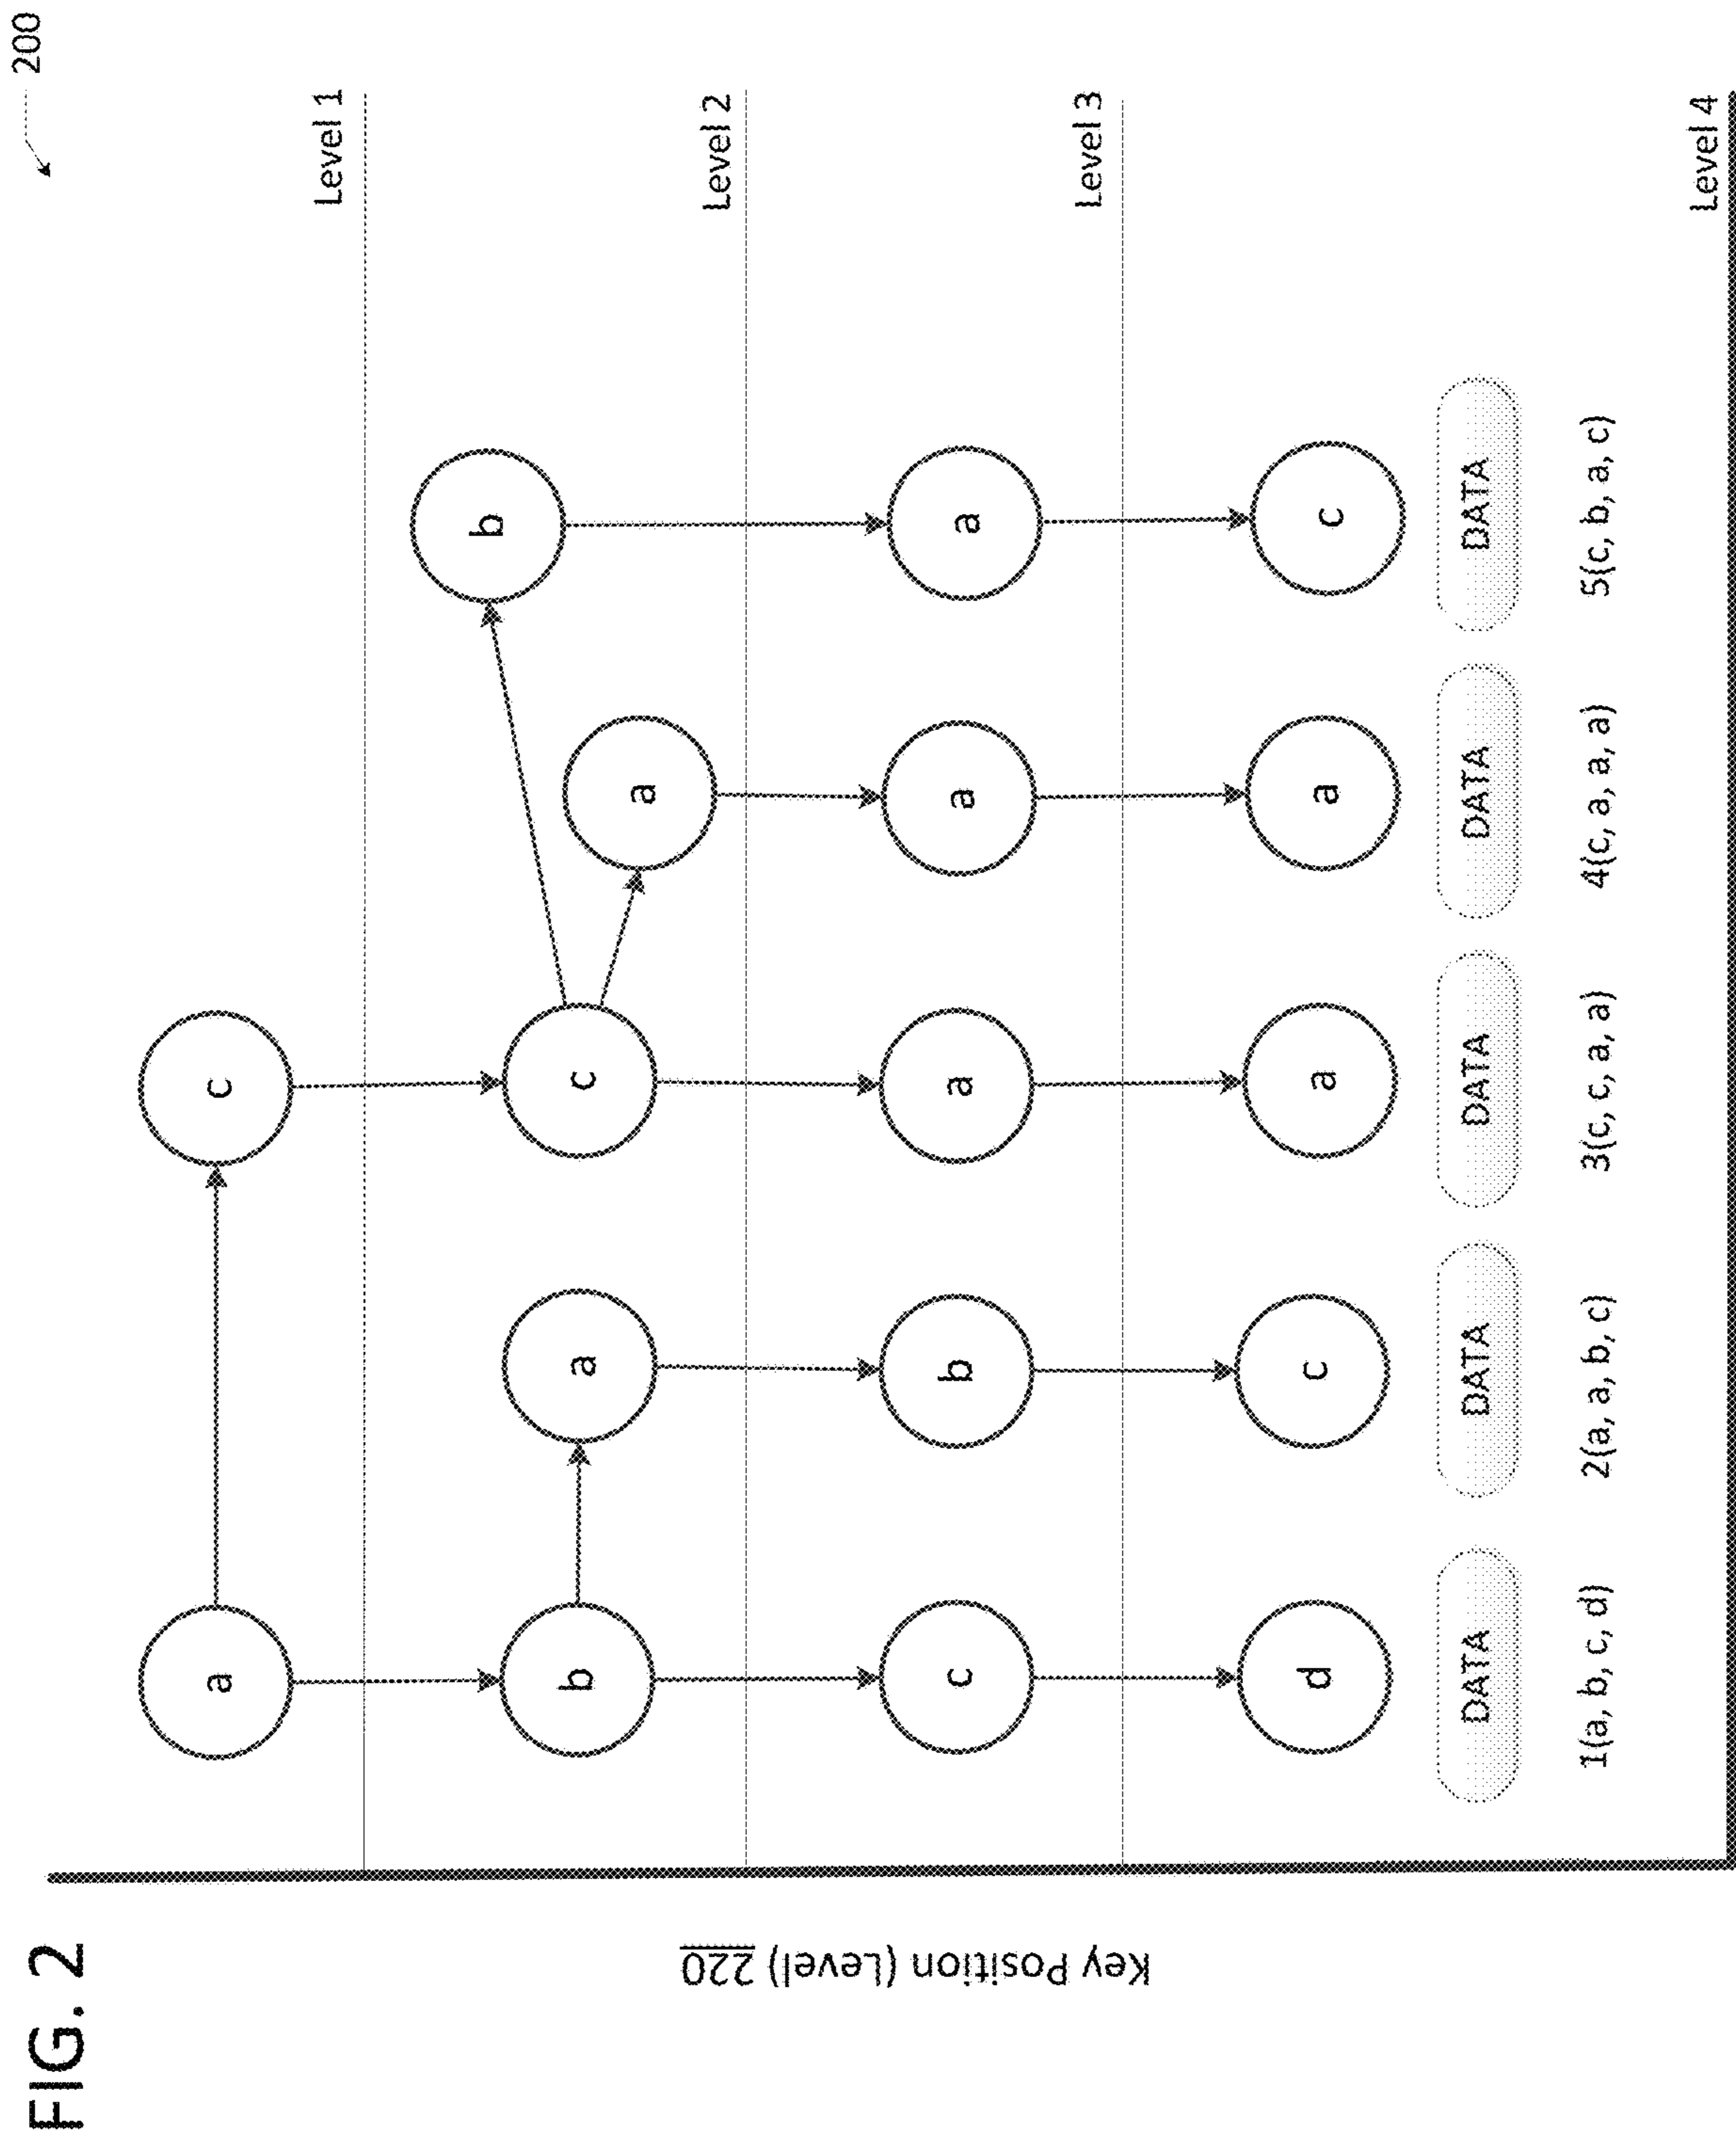 FIG. 2
200
Key Position (Level) 220
a
c
Level 1
b
a
c
a
b
Level 2
c
b
a
a
a
Level 3
d
c
a
a
c
DATA
DATA
DATA
DATA
DATA
1(a, b, c, d)
2(a, a, b, c)
3(c, c, a, a)
4(c, a, a, a)
5(c, b, a, c)
Level 4